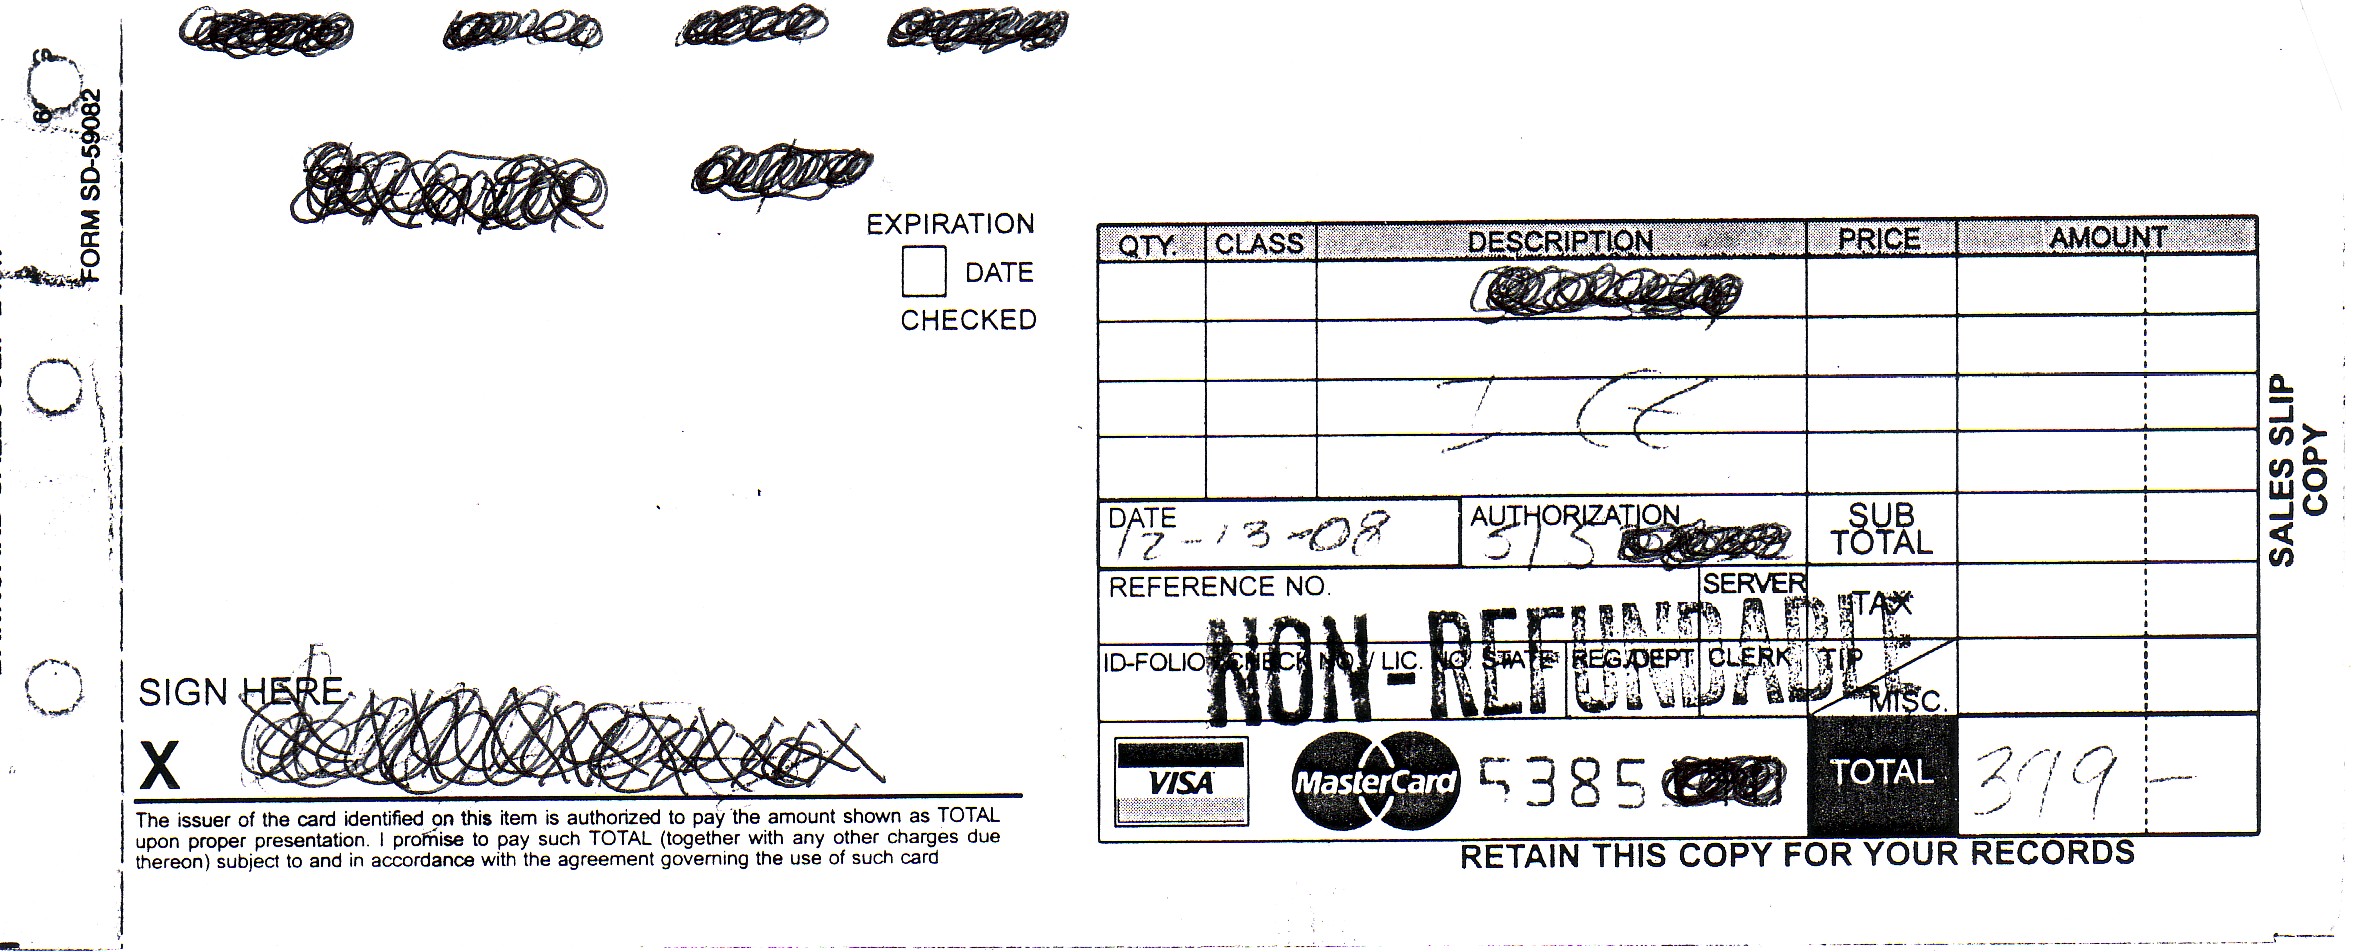 FORM SD-59082
EXPIRATION
DATE
CHECKED
QTY. CLASS DESCRIPTION PRICE AMOUNT
DATE
12-13-08
AUTHORIZATION
SUB
TOTAL
REFERENCE NO.
SERVER
TAX
NON-REFUNDABLE
ID-FOLIO/CHECK NO./ LIC. NO. STATE REG./DEPT. CLERK TIP
MISC.
SIGN HERE
X
VISA MasterCard 5385 TOTAL 399-
The issuer of the card identified on this item is authorized to pay the amount shown as TOTAL
upon proper presentation. I promise to pay such TOTAL (together with any other charges due
thereon) subject to and in accordance with the agreement governing the use of such card
RETAIN THIS COPY FOR YOUR RECORDS
SALES SLIP
COPY